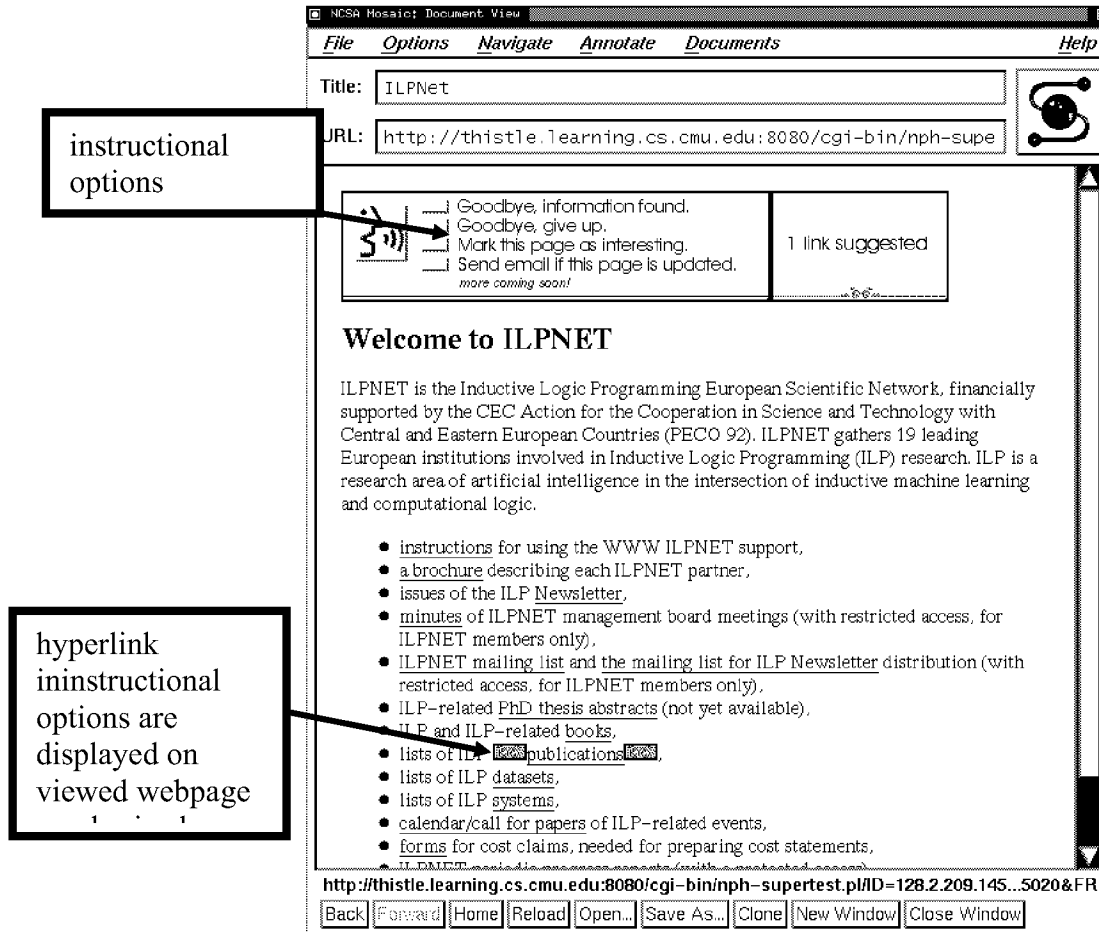 NCSA Mosaic: Document View
File Options Navigate Annotate Documents Help
Title: ILPNet
URL: http://thistle.learning.cs.cmu.edu:8080/cgi-bin/nph-supe
instructional
options
Goodbye, information found.
Goodbye, give up.
Mark this page as interesting.
Send email if this page is updated.
more coming soon!
1 link suggested
Welcome to ILPNET
ILPNET is the Inductive Logic Programming European Scientific Network, financially
supported by the CEC Action for the Cooperation in Science and Technology with
Central and Eastern European Countries (PECO 92). ILPNET gathers 19 leading
European institutions involved in Inductive Logic Programming (ILP) research. ILP is a
research area of artificial intelligence in the intersection of inductive machine learning
and computational logic.
instructions for using the WWW ILPNET support,
a brochure describing each ILPNET partner,
issues of the ILP Newsletter,
minutes of ILPNET management board meetings (with restricted access, for
ILPNET members only),
ILPNET mailing list and the mailing list for ILP Newsletter distribution (with
restricted access, for ILPNET members only),
ILP-related PhD thesis abstracts (not yet available),
ILP and ILP-related books,
lists of ILP publications,
lists of ILP datasets,
lists of ILP systems,
calendar/call for papers of ILP-related events,
forms for cost claims, needed for preparing cost statements,
ILPNET periodic progress reports (with a protected access)
hyperlink
ininstructional
options are
displayed on
viewed webpage
http://thistle.learning.cs.cmu.edu:8080/cgi-bin/nph-supertest.pl/ID=128.2.209.145...5020&FR
Back Forward Home Reload Open... Save As... Clone New Window Close Window